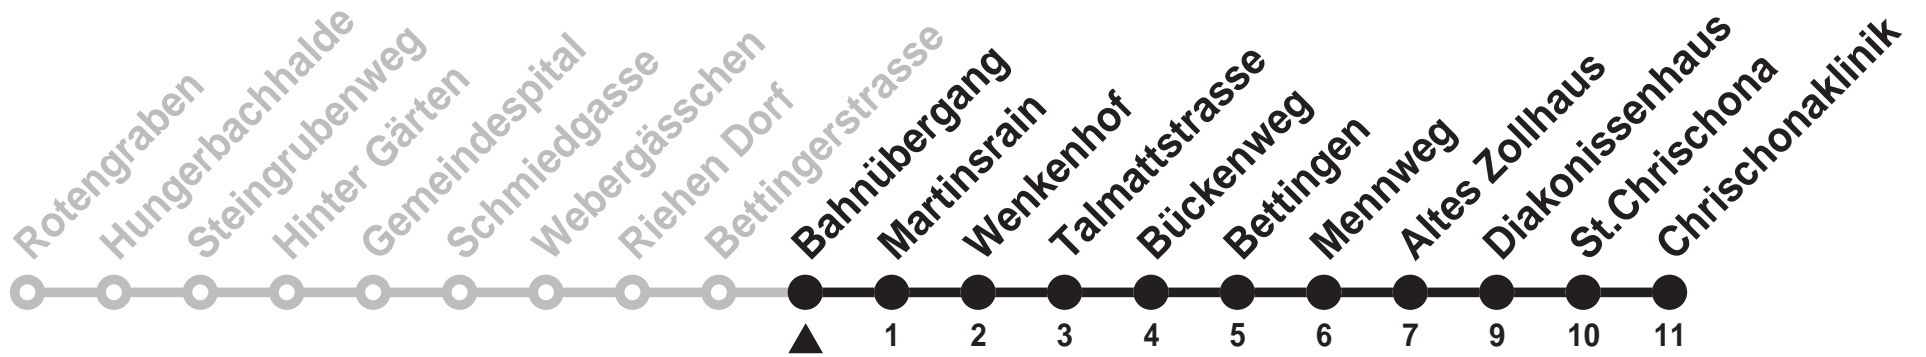 Rotengraben
Hungerbachhalde
Steingrubenweg
Hinter Gärten
Gemeindespital
Schmiedgasse
Webergässchen
Riehen Dorf
Bettingerstrasse
Bahnübergang
Martinsrain
Wenkenhof
Talmattstrasse
Bückenweg
Bettingen
Mennweg
Altes Zollhaus
Diakonissenhaus
St.Chrischona
Chrischonaklinik
1 2 3 4 5 6 7 9 10 11